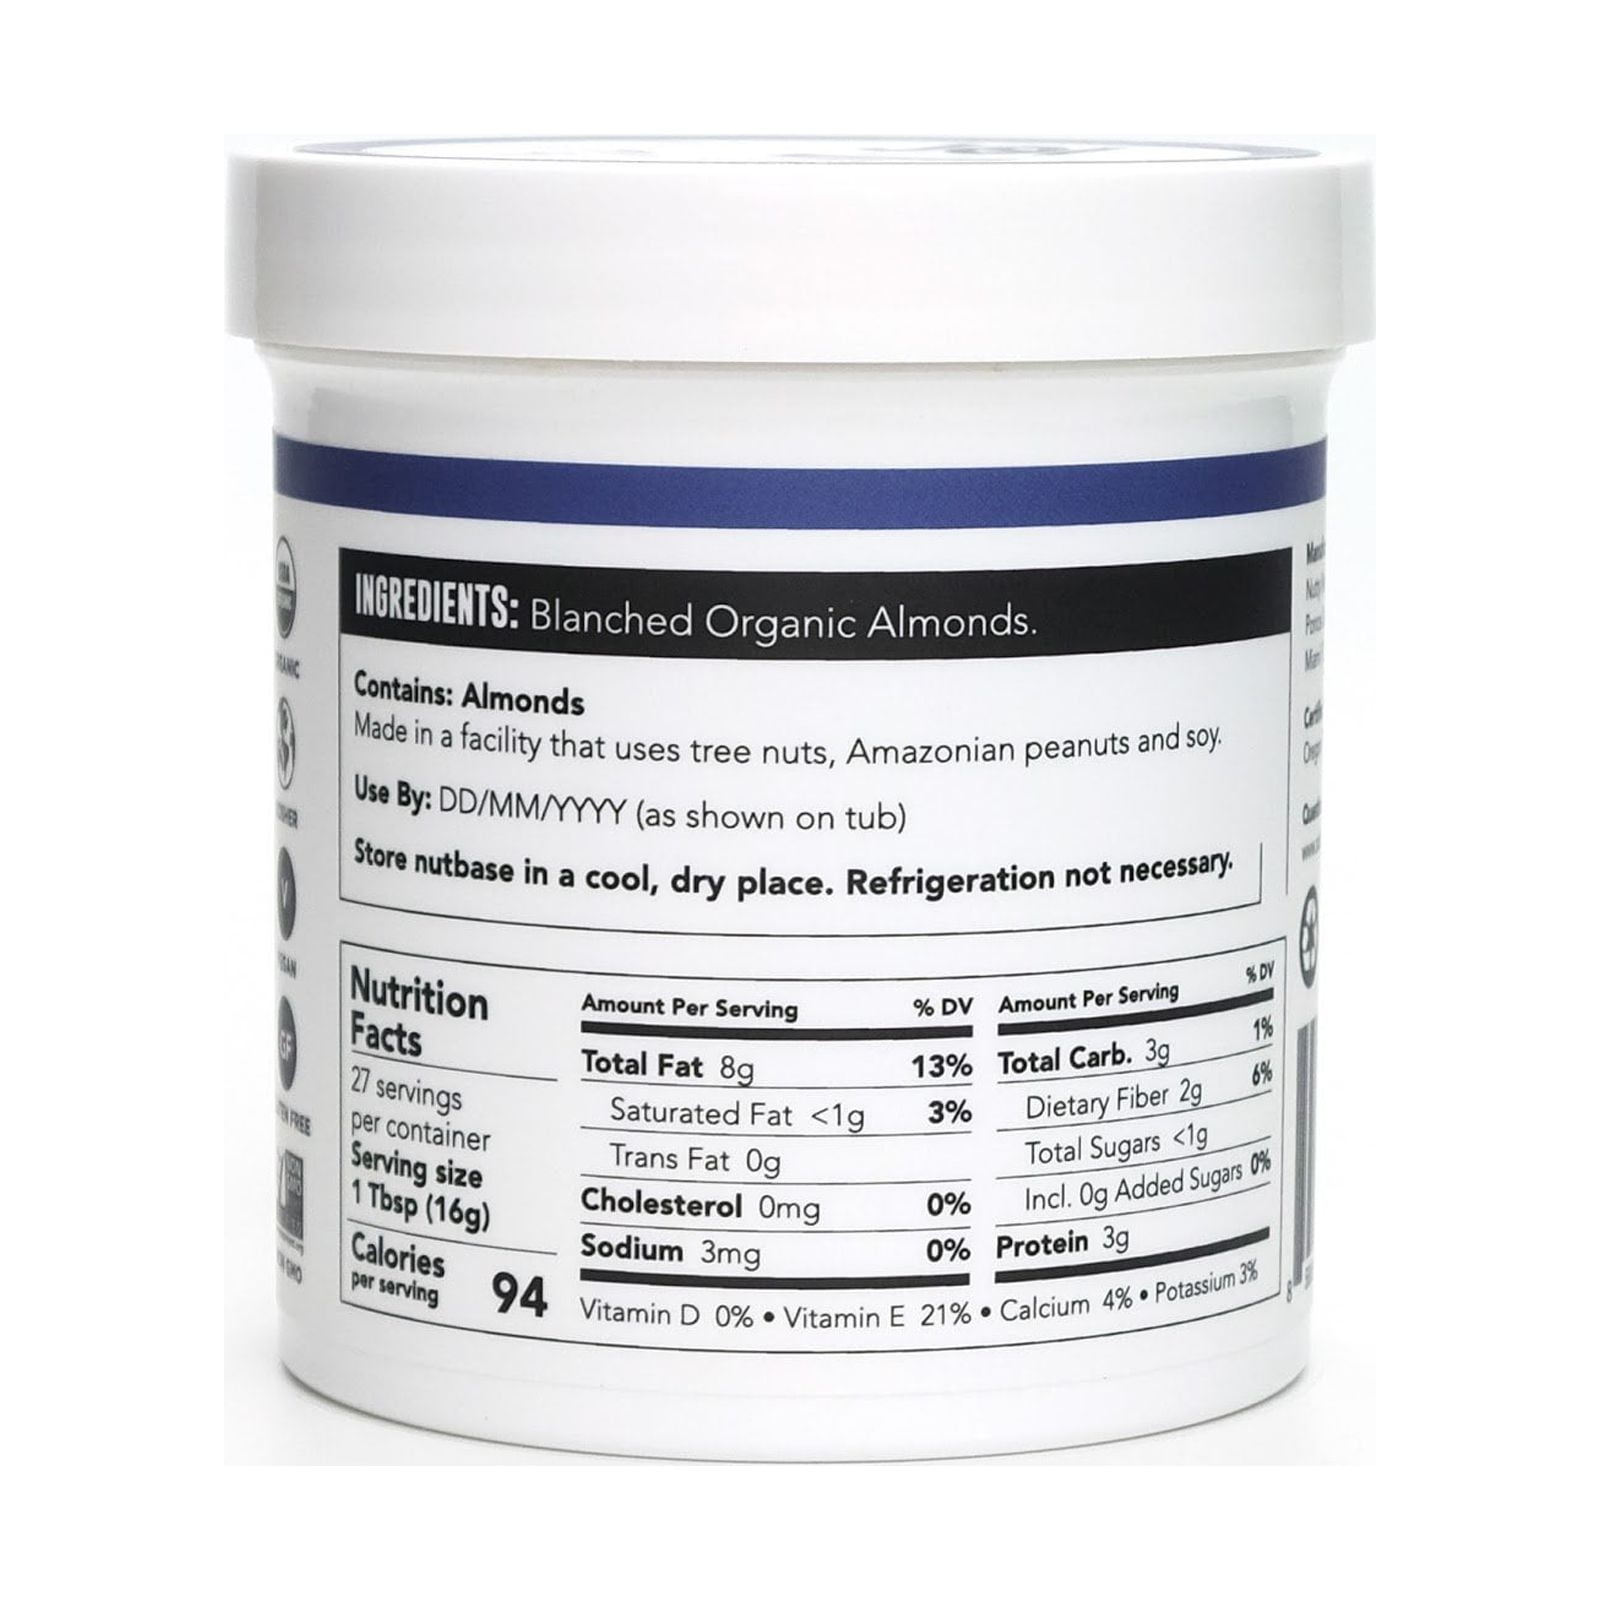 INGREDIENTS: Blanched Organic Almonds.
Contains: Almonds
Made in a facility that uses tree nuts, Amazonian peanuts and soy.
Use By: DD/MM/YYYY (as shown on tub)
Store nutbase in a cool, dry place. Refrigeration not necessary.
Nutrition
Facts
27 servings
per container
Serving size
1 Tbsp (16g)
Calories
per serving 94
Amount Per Serving % DV
Total Fat 8g 13%
Saturated Fat <1g 3%
Trans Fat 0g
Cholesterol 0mg 0%
Sodium 3mg 0%
Amount Per Serving % DV
Total Carb. 3g 1%
Dietary Fiber 2g 6%
Total Sugars <1g
Incl. 0g Added Sugars 0%
Protein 3g
Vitamin D 0% • Vitamin E 21% • Calcium 4% • Potassium 3%
V
GF
FREE
GMO
8